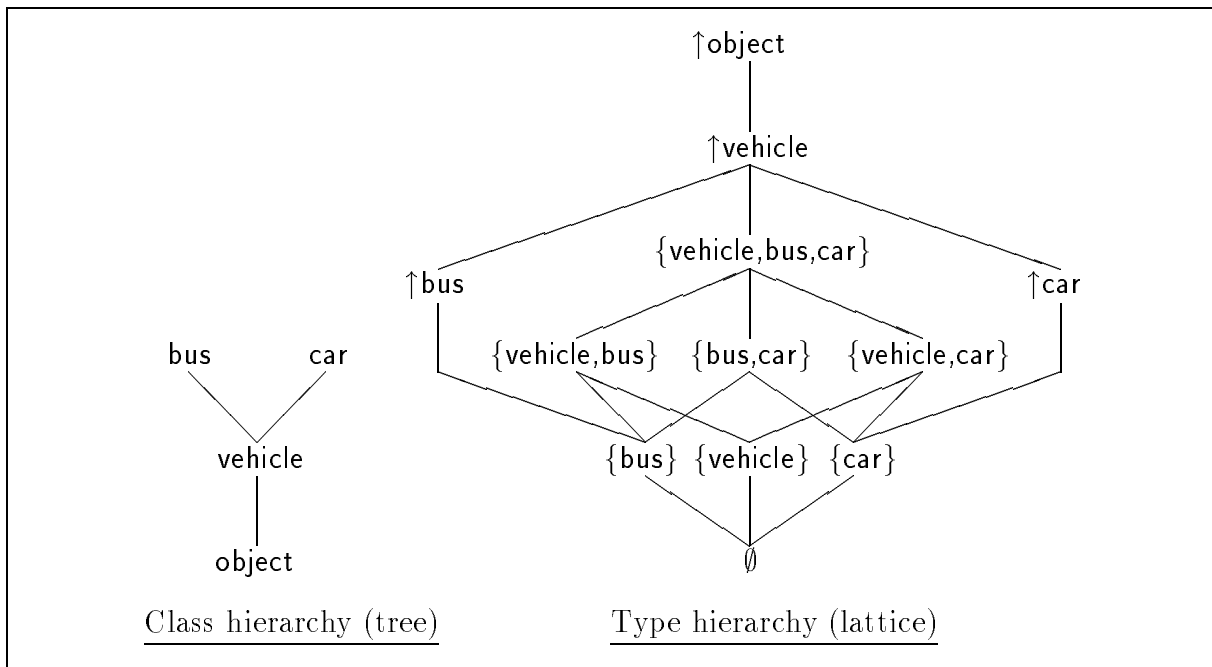 ↑object
↑vehicle
{vehicle,bus,car}
↑bus ↑car
bus car {vehicle,bus} {bus,car} {vehicle,car}
vehicle {bus} {vehicle} {car}
object ∅
Class hierarchy (tree) Type hierarchy (lattice)